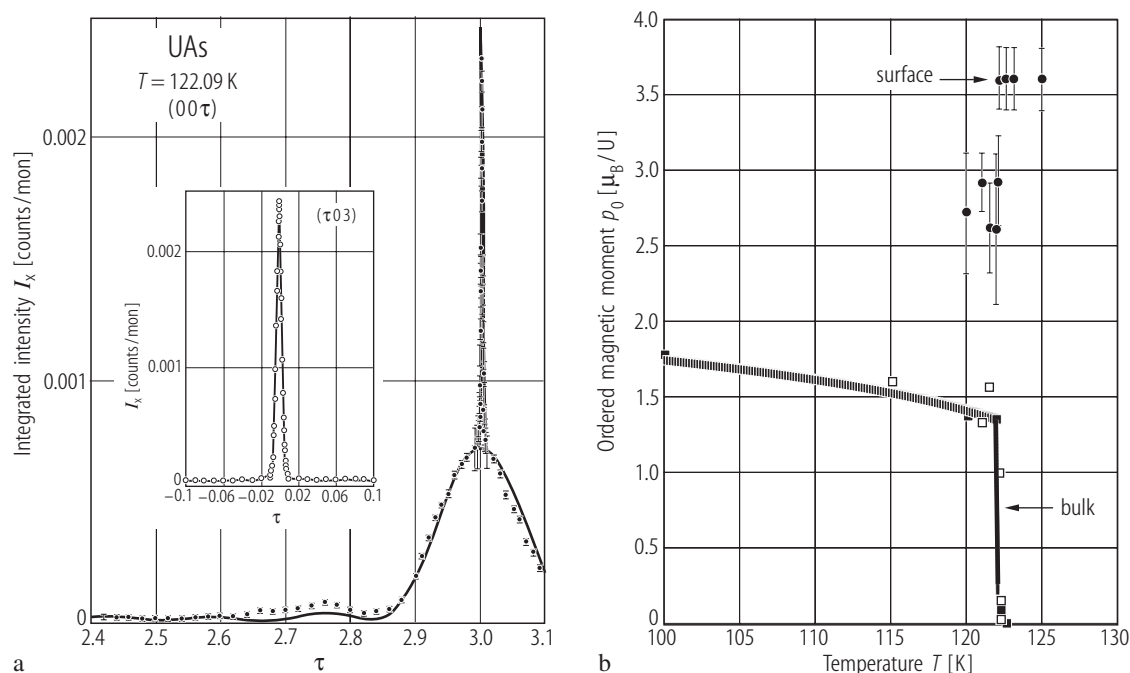 UAs
T = 122.09 K
(00τ)
Integrated intensity Iₓ [counts/mon]
0.002
0.001
0
2.4 2.5 2.6 2.7 2.8 2.9 3.0 3.1
τ
a
(τ03)
Iₓ [counts/mon]
0.002
0.001
0
−0.1 −0.06 −0.02 0.02 0.06 0.1
τ
Ordered magnetic moment p₀ [μ_B/U]
4.0
3.5
3.0
2.5
2.0
1.5
1.0
0.5
0
surface
bulk
100 105 110 115 120 125 130
Temperature T [K]
b